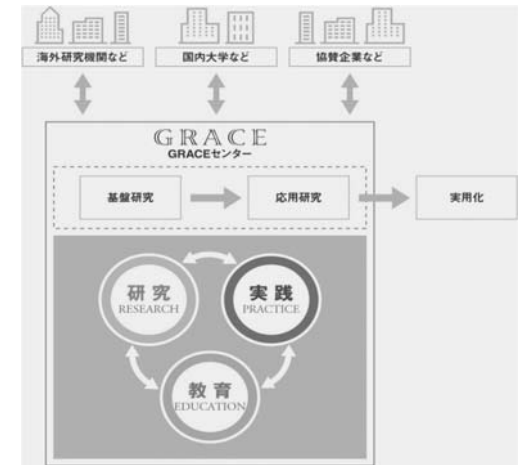 海外研究機関など
国内大学など
協賛企業など
GRACE
GRACEセンター
基盤研究
応用研究
実用化
研究
RESEARCH
実践
PRACTICE
教育
EDUCATION